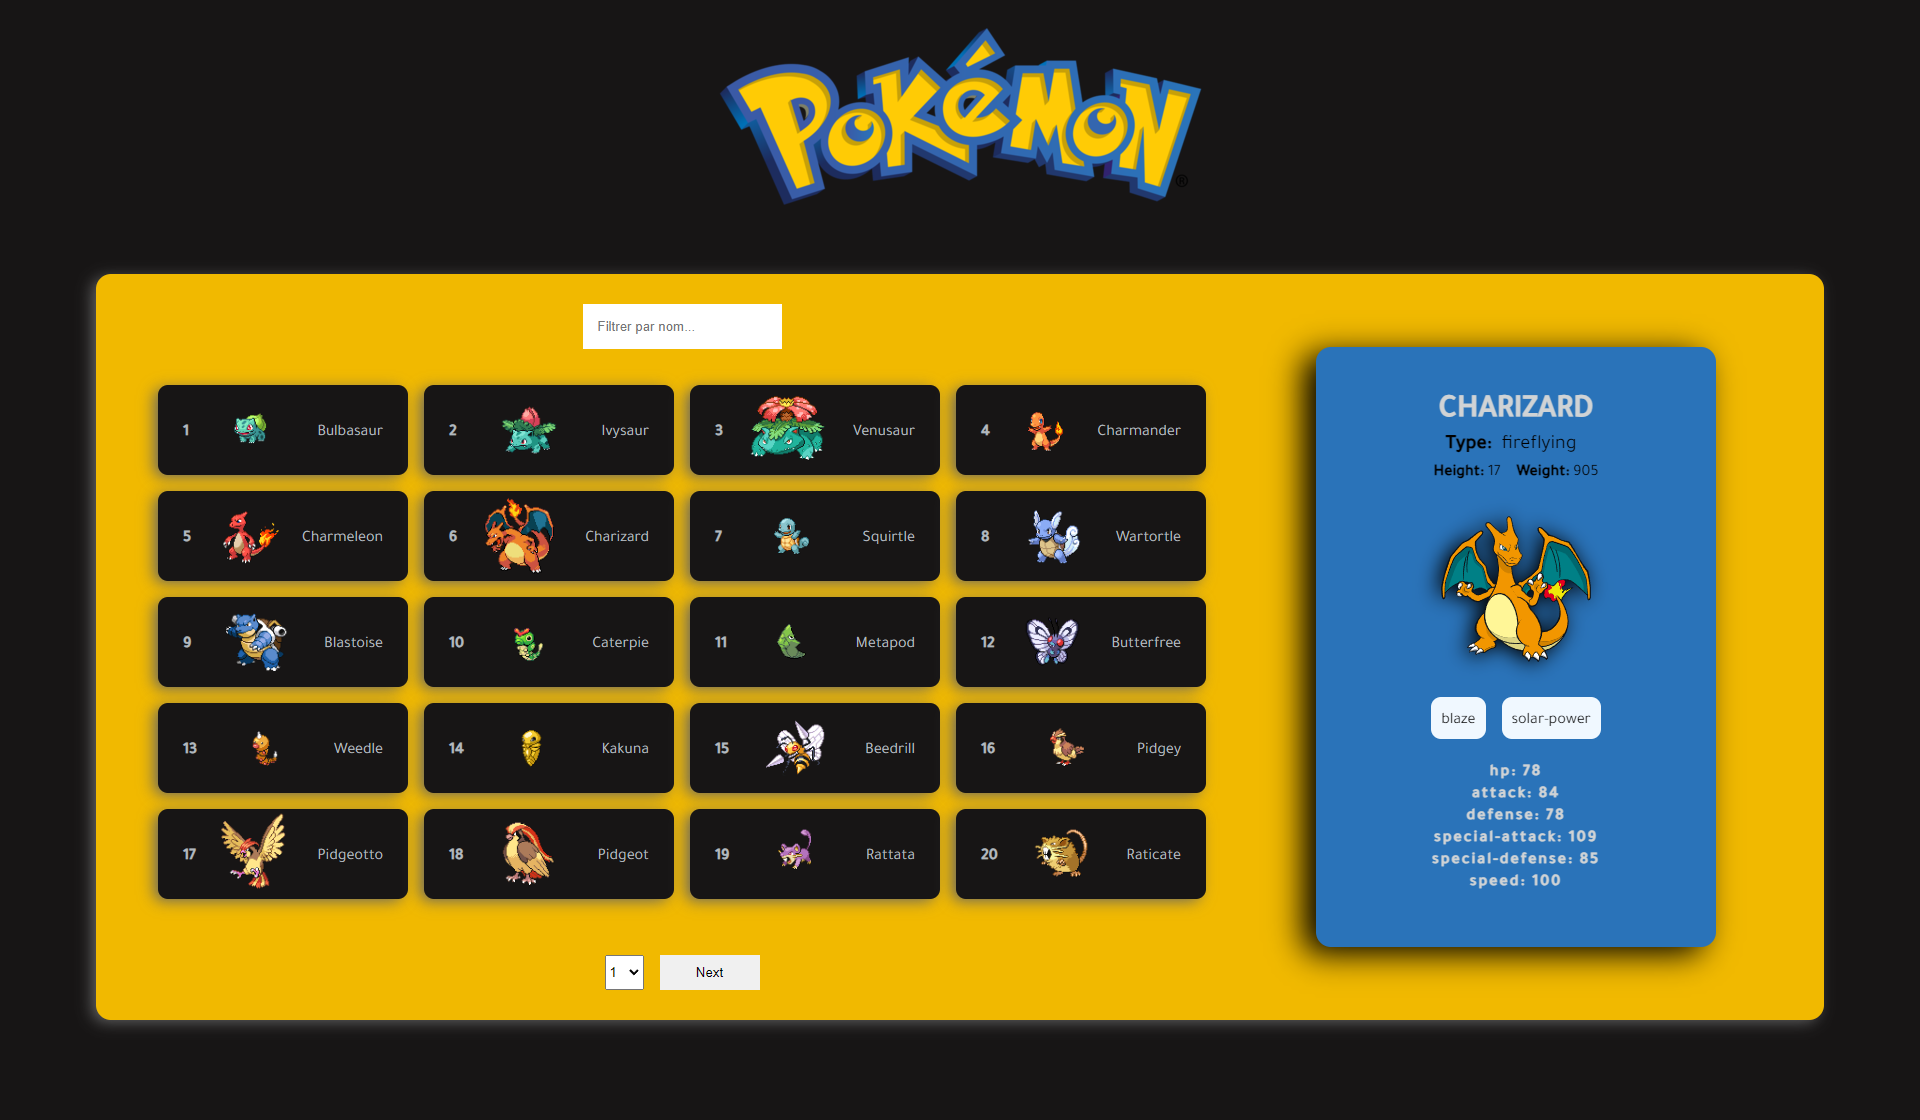 POKéMON
®
Filtrer par nom...
1 Bulbasaur
2 Ivysaur
3 Venusaur
4 Charmander
5 Charmeleon
6 Charizard
7 Squirtle
8 Wartortle
9 Blastoise
10 Caterpie
11 Metapod
12 Butterfree
13 Weedle
14 Kakuna
15 Beedrill
16 Pidgey
17 Pidgeotto
18 Pidgeot
19 Rattata
20 Raticate
1 Next
CHARIZARD
Type: fireflying
Height: 17 Weight: 905
blaze solar-power
hp: 78
attack: 84
defense: 78
special-attack: 109
special-defense: 85
speed: 100